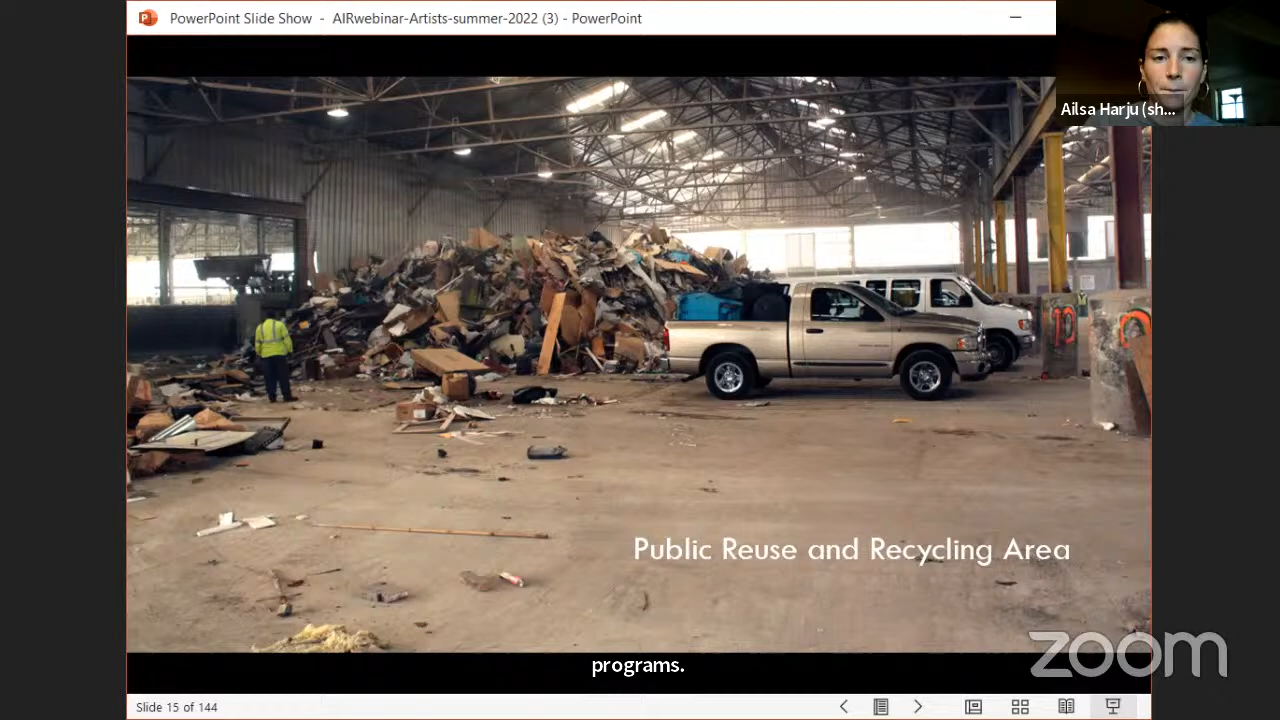 PowerPoint Slide Show - AIRwebinar-Artists-summer-2022 (3) - PowerPoint
Ailsa Harju (sh...
10
Public Reuse and Recycling Area
zoom
programs.
Slide 15 of 144